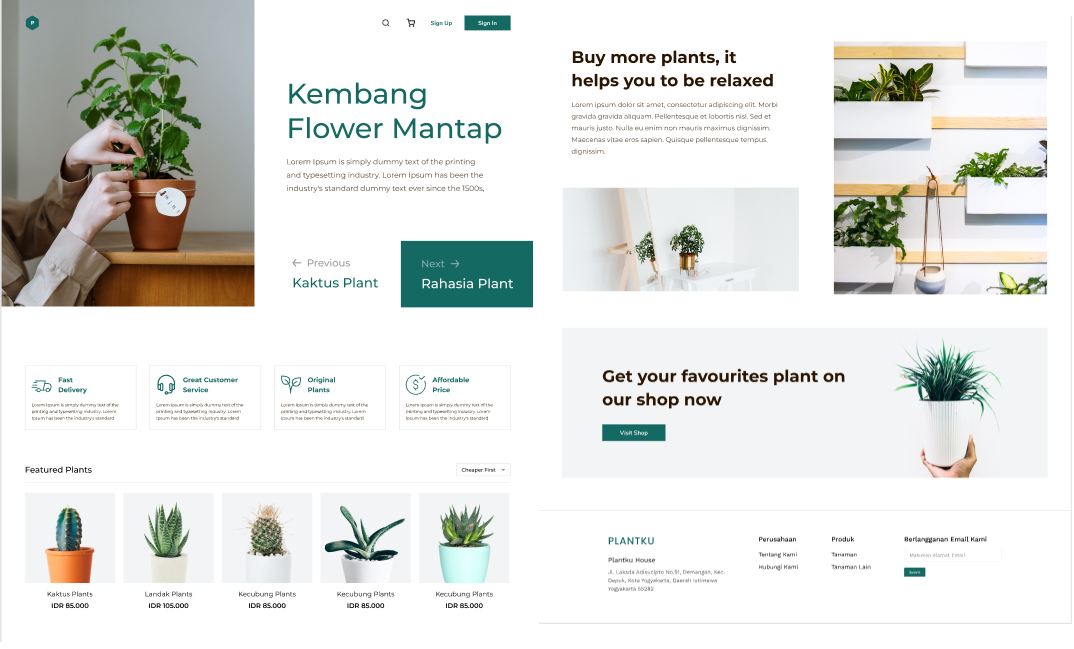 P
Sign Up
Sign In
Kembang
Flower Mantap
Lorem Ipsum is simply dummy text of the printing
and typesetting industry. Lorem Ipsum has been the
industry's standard dummy text ever since the 1500s,
Previous
Kaktus Plant
Next
Rahasia Plant
Fast
Delivery
Lorem Ipsum is simply dummy text of the
printing and typesetting industry. Lorem
Ipsum has been the industry's standard
Great Customer
Service
Lorem Ipsum is simply dummy text of the
printing and typesetting industry. Lorem
Ipsum has been the industry's standard
Original
Plants
Lorem Ipsum is simply dummy text of the
printing and typesetting industry. Lorem
Ipsum has been the industry's standard
Affordable
Price
Lorem Ipsum is simply dummy text of the
printing and typesetting industry. Lorem
Ipsum has been the industry's standard
Featured Plants
Cheaper First
Kaktus Plants
IDR 85.000
Landak Plants
IDR 105.000
Kecubung Plants
IDR 85.000
Kecubung Plants
IDR 85.000
Kecubung Plants
IDR 85.000
Buy more plants, it
helps you to be relaxed
Lorem ipsum dolor sit amet, consectetur adipiscing elit. Morbi
gravida gravida aliquam. Pellentesque et lobortis nisl. Sed et
mauris justo. Nulla eu enim non mauris maximus dignissim.
Maecenas vitae eros sapien. Quisque pellentesque tempus
dignissim.
Get your favourites plant on
our shop now
Visit Shop
PLANTKU
Plantku House
Jl. Laksda Adisucipto No.51, Demangan, Kec.
Depok, Kota Yogyakarta, Daerah Istimewa
Yogyakarta 55282
Perusahaan
Tentang Kami
Hubungi Kami
Produk
Tanaman
Tanaman Lain
Berlangganan Email Kami
Masukan Alamat Email
Submit